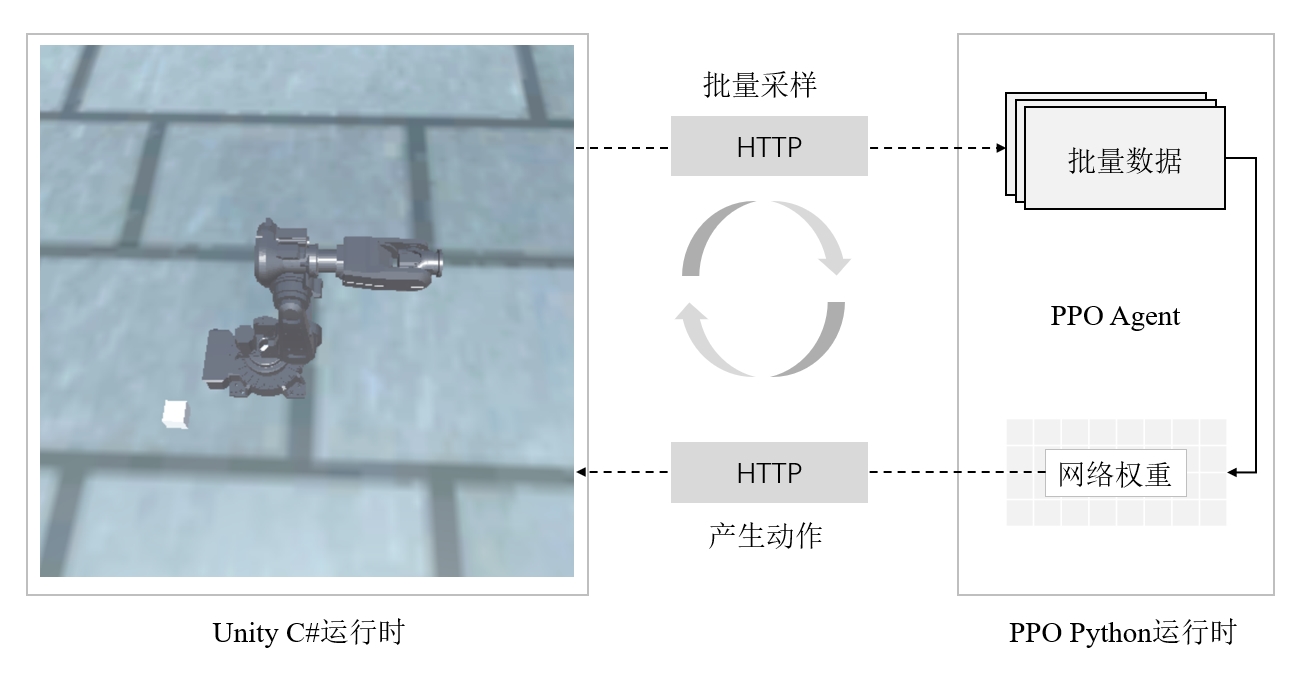 批量采样
HTTP
批量数据
PPO Agent
HTTP
网络权重
产生动作
Unity C#运行时
PPO Python运行时